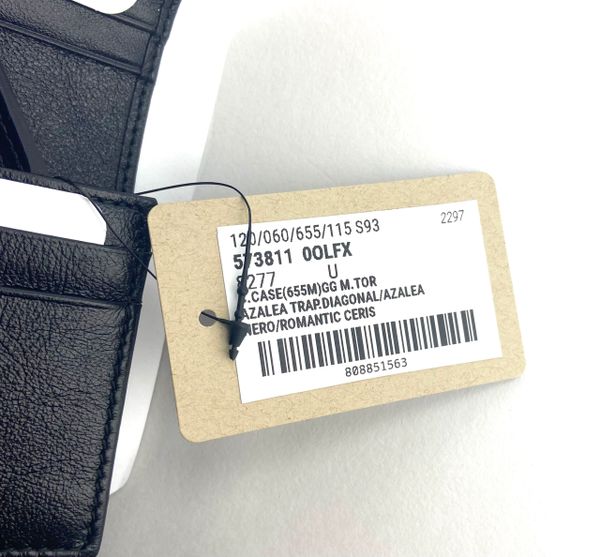 120/060/655/115 S93 2297
573811 0OLFX
8277 U
.CASE(655M)GG M.TOR
AZALEA TRAP.DIAGONAL/AZALEA
NERO/ROMANTIC CERIS
808851563